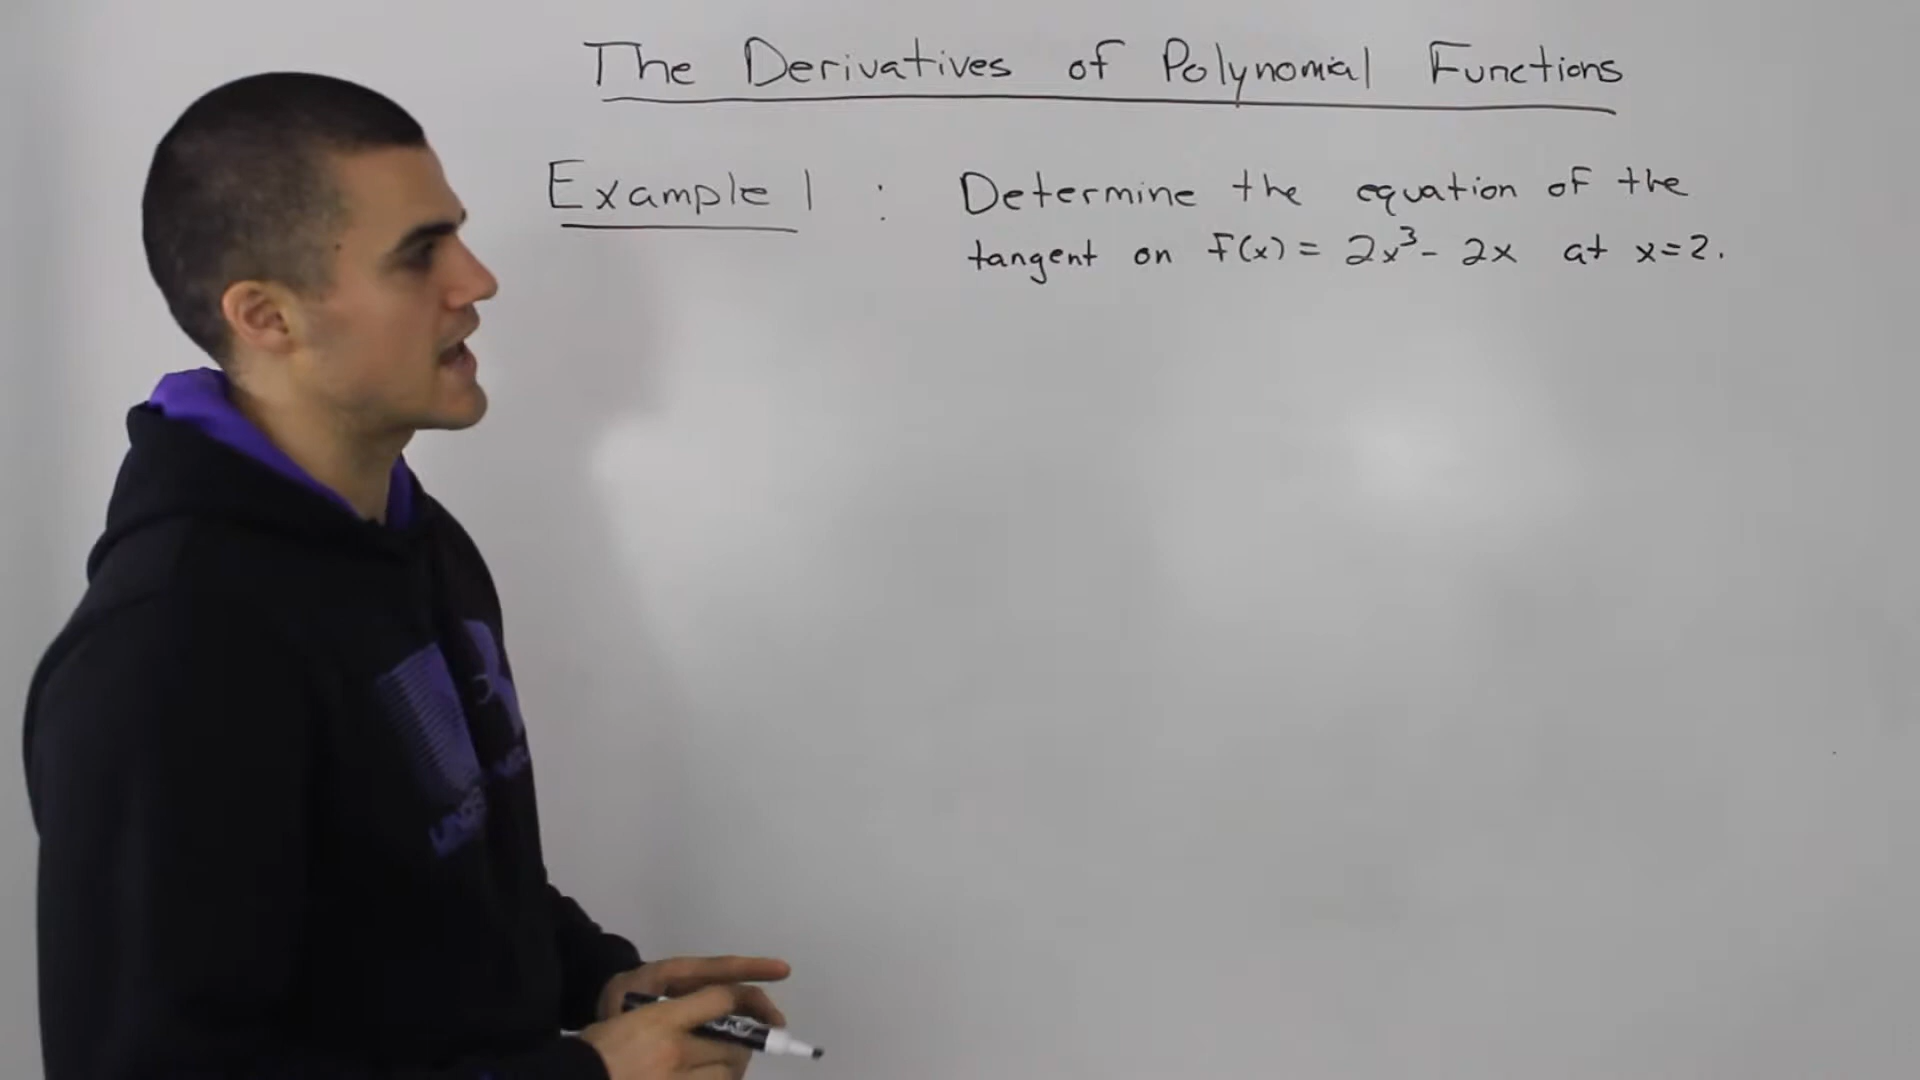 The Derivatives of Polynomial Functions
Example 1 : Determine the equation of the
tangent on f(x) = 2x³ - 2x at x=2.